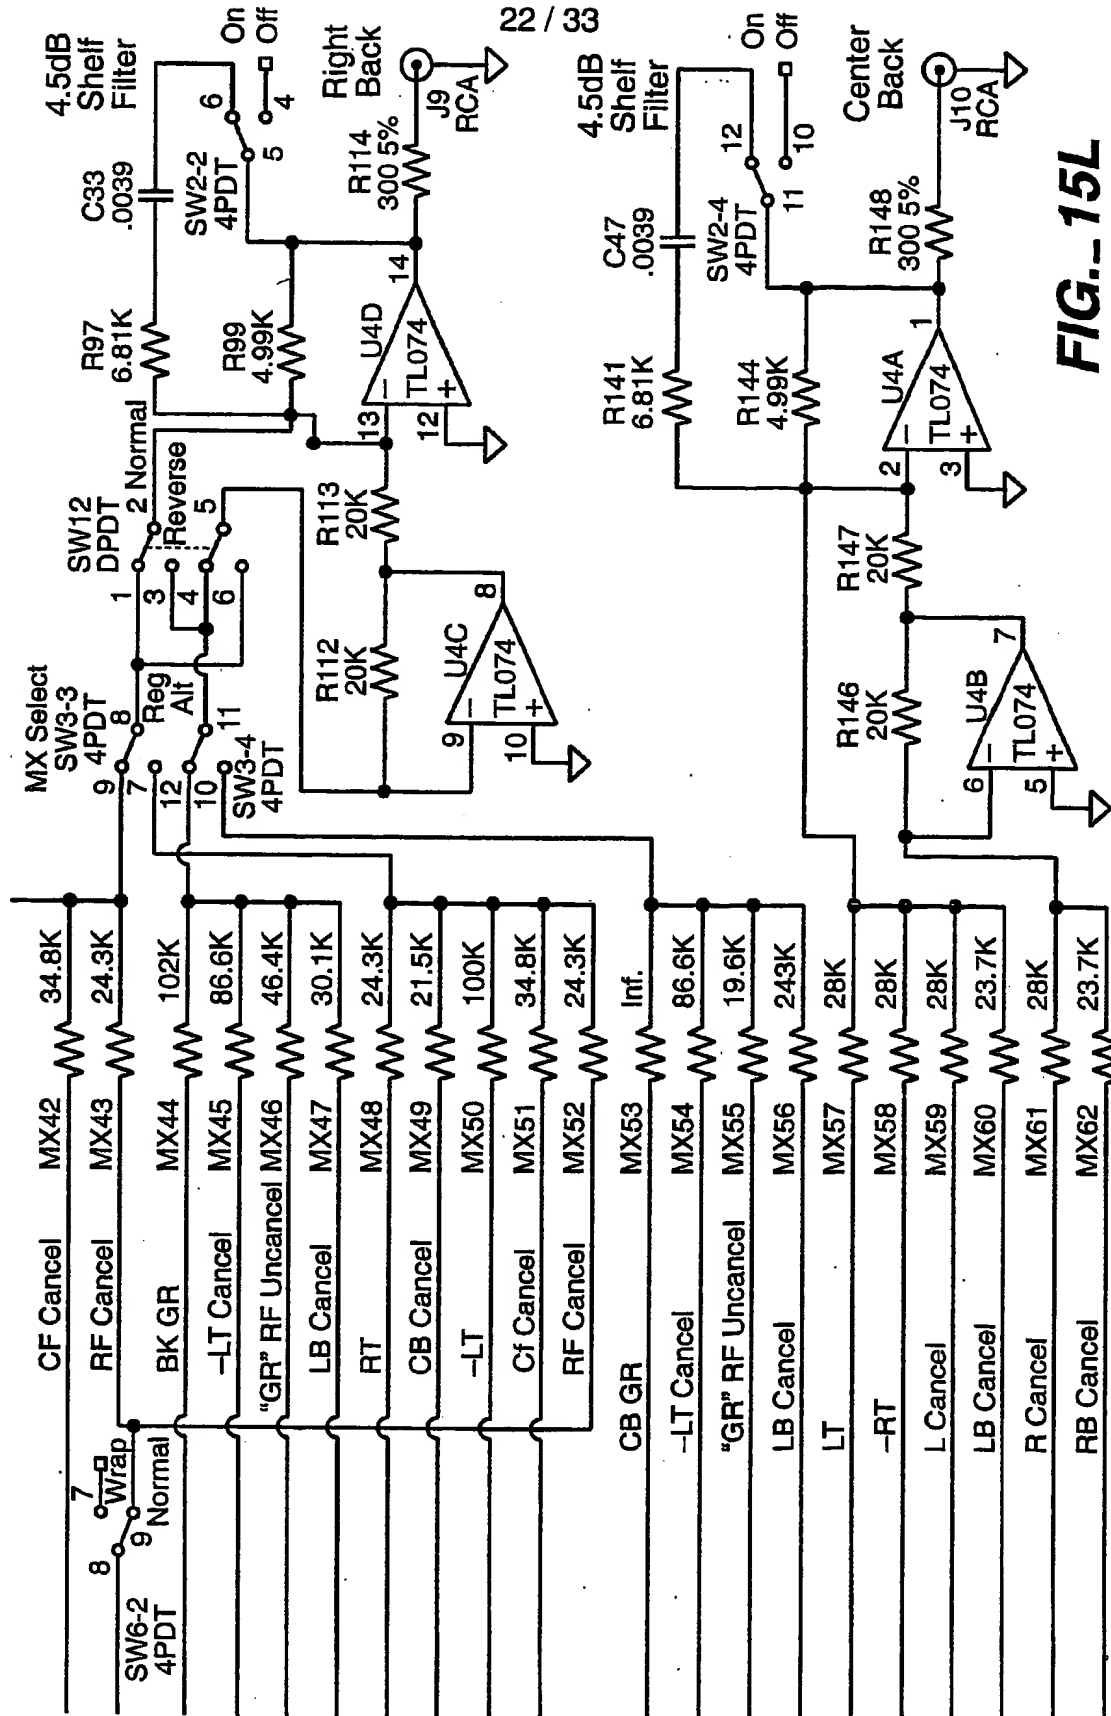 22 / 33
4.5dB
Shelf
Filter
On
Off
6
4
5
SW2-2
4PDT
C33
.0039
R97
6.81K
R99
4.99K
Right
Back
J9
RCA
R114
300 5%
14
U4D
TL074
13
12
−
+
SW12
DPDT
2 Normal
Reverse
5
1
3
4
6
R113
20K
R112
20K
8
U4C
TL074
9
10
−
+
MX Select
SW3-3
4PDT
8
Reg
Alt
11
9
7
12
10
SW3-4
4PDT
4.5dB
Shelf
Filter
On
Off
12
10
11
SW2-4
4PDT
C47
.0039
R141
6.81K
R144
4.99K
Center
Back
J10
RCA
R148
300 5%
1
U4A
TL074
2
3
−
+
R147
20K
R146
20K
7
U4B
TL074
6
5
−
+
SW6-2
4PDT
8
9
7
Wrap
Normal
CF Cancel MX42 34.8K
RF Cancel MX43 24.3K
BK GR MX44 102K
–LT Cancel MX45 86.6K
"GR" RF Uncancel MX46 46.4K
LB Cancel MX47 30.1K
RT MX48 24.3K
CB Cancel MX49 21.5K
–LT MX50 100K
Cf Cancel MX51 34.8K
RF Cancel MX52 24.3K
CB GR MX53 Inf.
–LT Cancel MX54 86.6K
"GR" RF Uncancel MX55 19.6K
LB Cancel MX56 243K
LT MX57 28K
–RT MX58 28K
L Cancel MX59 28K
LB Cancel MX60 23.7K
R Cancel MX61 28K
RB Cancel MX62 23.7K
FIG._15L